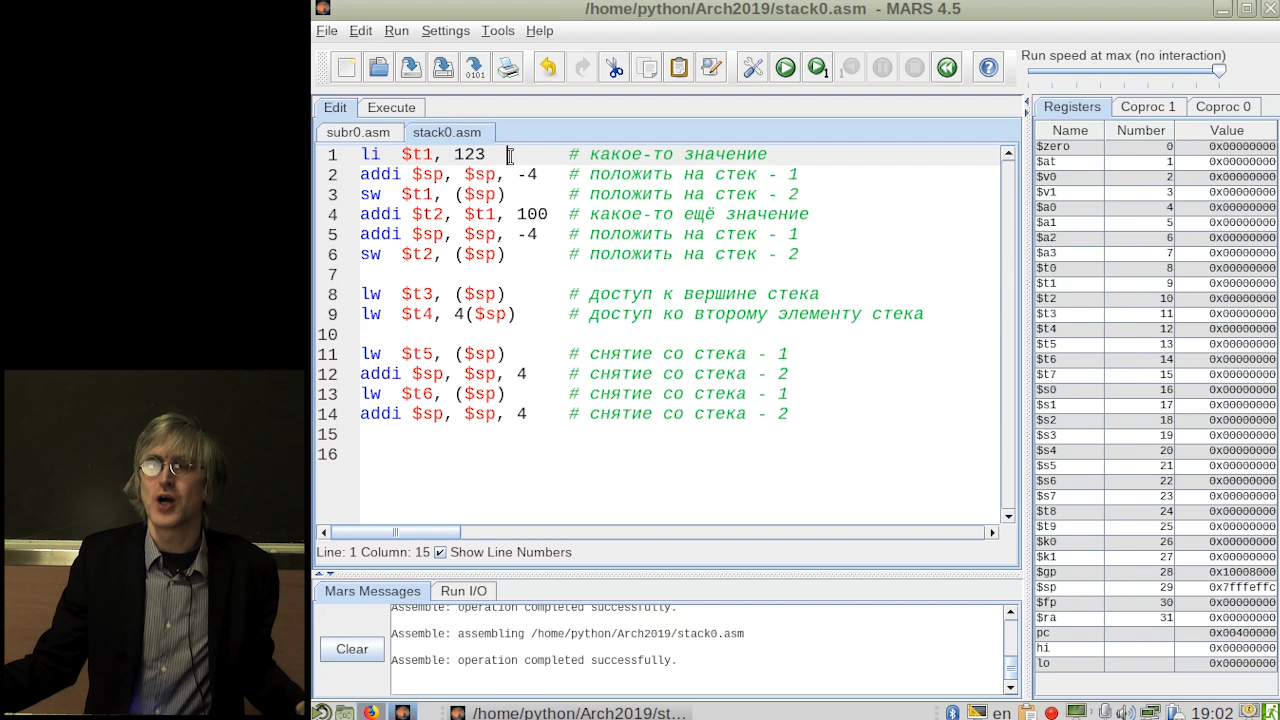 /home/python/Arch2019/stack0.asm - MARS 4.5
File Edit Run Settings Tools Help
Run speed at max (no interaction)
Edit Execute
subr0.asm stack0.asm
1 li $t1, 123 # какое-то значение
2 addi $sp, $sp, -4 # положить на стек - 1
3 sw $t1, ($sp) # положить на стек - 2
4 addi $t2, $t1, 100 # какое-то ещё значение
5 addi $sp, $sp, -4 # положить на стек - 1
6 sw $t2, ($sp) # положить на стек - 2
7
8 lw $t3, ($sp) # доступ к вершине стека
9 lw $t4, 4($sp) # доступ ко второму элементу стека
10
11 lw $t5, ($sp) # снятие со стека - 1
12 addi $sp, $sp, 4 # снятие со стека - 2
13 lw $t6, ($sp) # снятие со стека - 1
14 addi $sp, $sp, 4 # снятие со стека - 2
15
16
Line: 1 Column: 15 Show Line Numbers
Mars Messages Run I/O
Assemble: operation completed successfully.
Assemble: assembling /home/python/Arch2019/stack0.asm
Assemble: operation completed successfully.
Clear
Registers Coproc 1 Coproc 0
Name Number Value
$zero 0 0x00000000
$at 1 0x00000000
$v0 2 0x00000000
$v1 3 0x00000000
$a0 4 0x00000000
$a1 5 0x00000000
$a2 6 0x00000000
$a3 7 0x00000000
$t0 8 0x00000000
$t1 9 0x00000000
$t2 10 0x00000000
$t3 11 0x00000000
$t4 12 0x00000000
$t5 13 0x00000000
$t6 14 0x00000000
$t7 15 0x00000000
$s0 16 0x00000000
$s1 17 0x00000000
$s2 18 0x00000000
$s3 19 0x00000000
$s4 20 0x00000000
$s5 21 0x00000000
$s6 22 0x00000000
$s7 23 0x00000000
$t8 24 0x00000000
$t9 25 0x00000000
$k0 26 0x00000000
$k1 27 0x00000000
$gp 28 0x10008000
$sp 29 0x7fffeffc
$fp 30 0x00000000
$ra 31 0x00000000
pc 0x00400000
hi 0x00000000
lo 0x00000000
/home/python/Arch2019/st... en 19:02